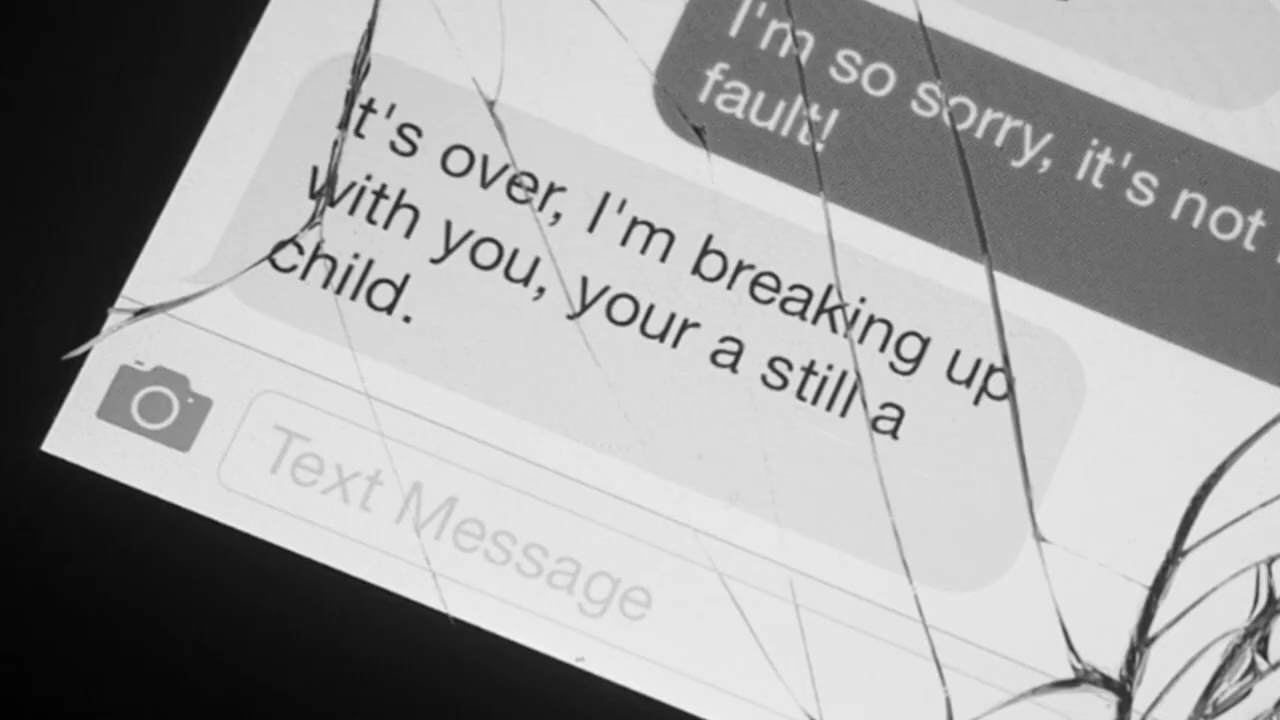 I'm so sorry, it's not
fault!
It's over, I'm breaking up
with you, your a still a
child.
Text Message